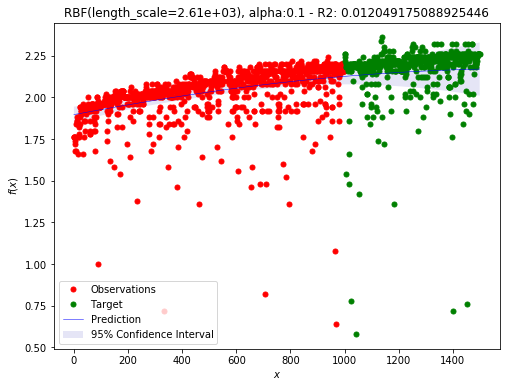 RBF(length_scale=2.61e+03), alpha:0.1 - R2: 0.012049175088925446
2.25
2.00
1.75
1.50
1.25
1.00
0.75
0.50
f(x)
Observations
Target
Prediction
95% Confidence Interval
0 200 400 600 800 1000 1200 1400
x